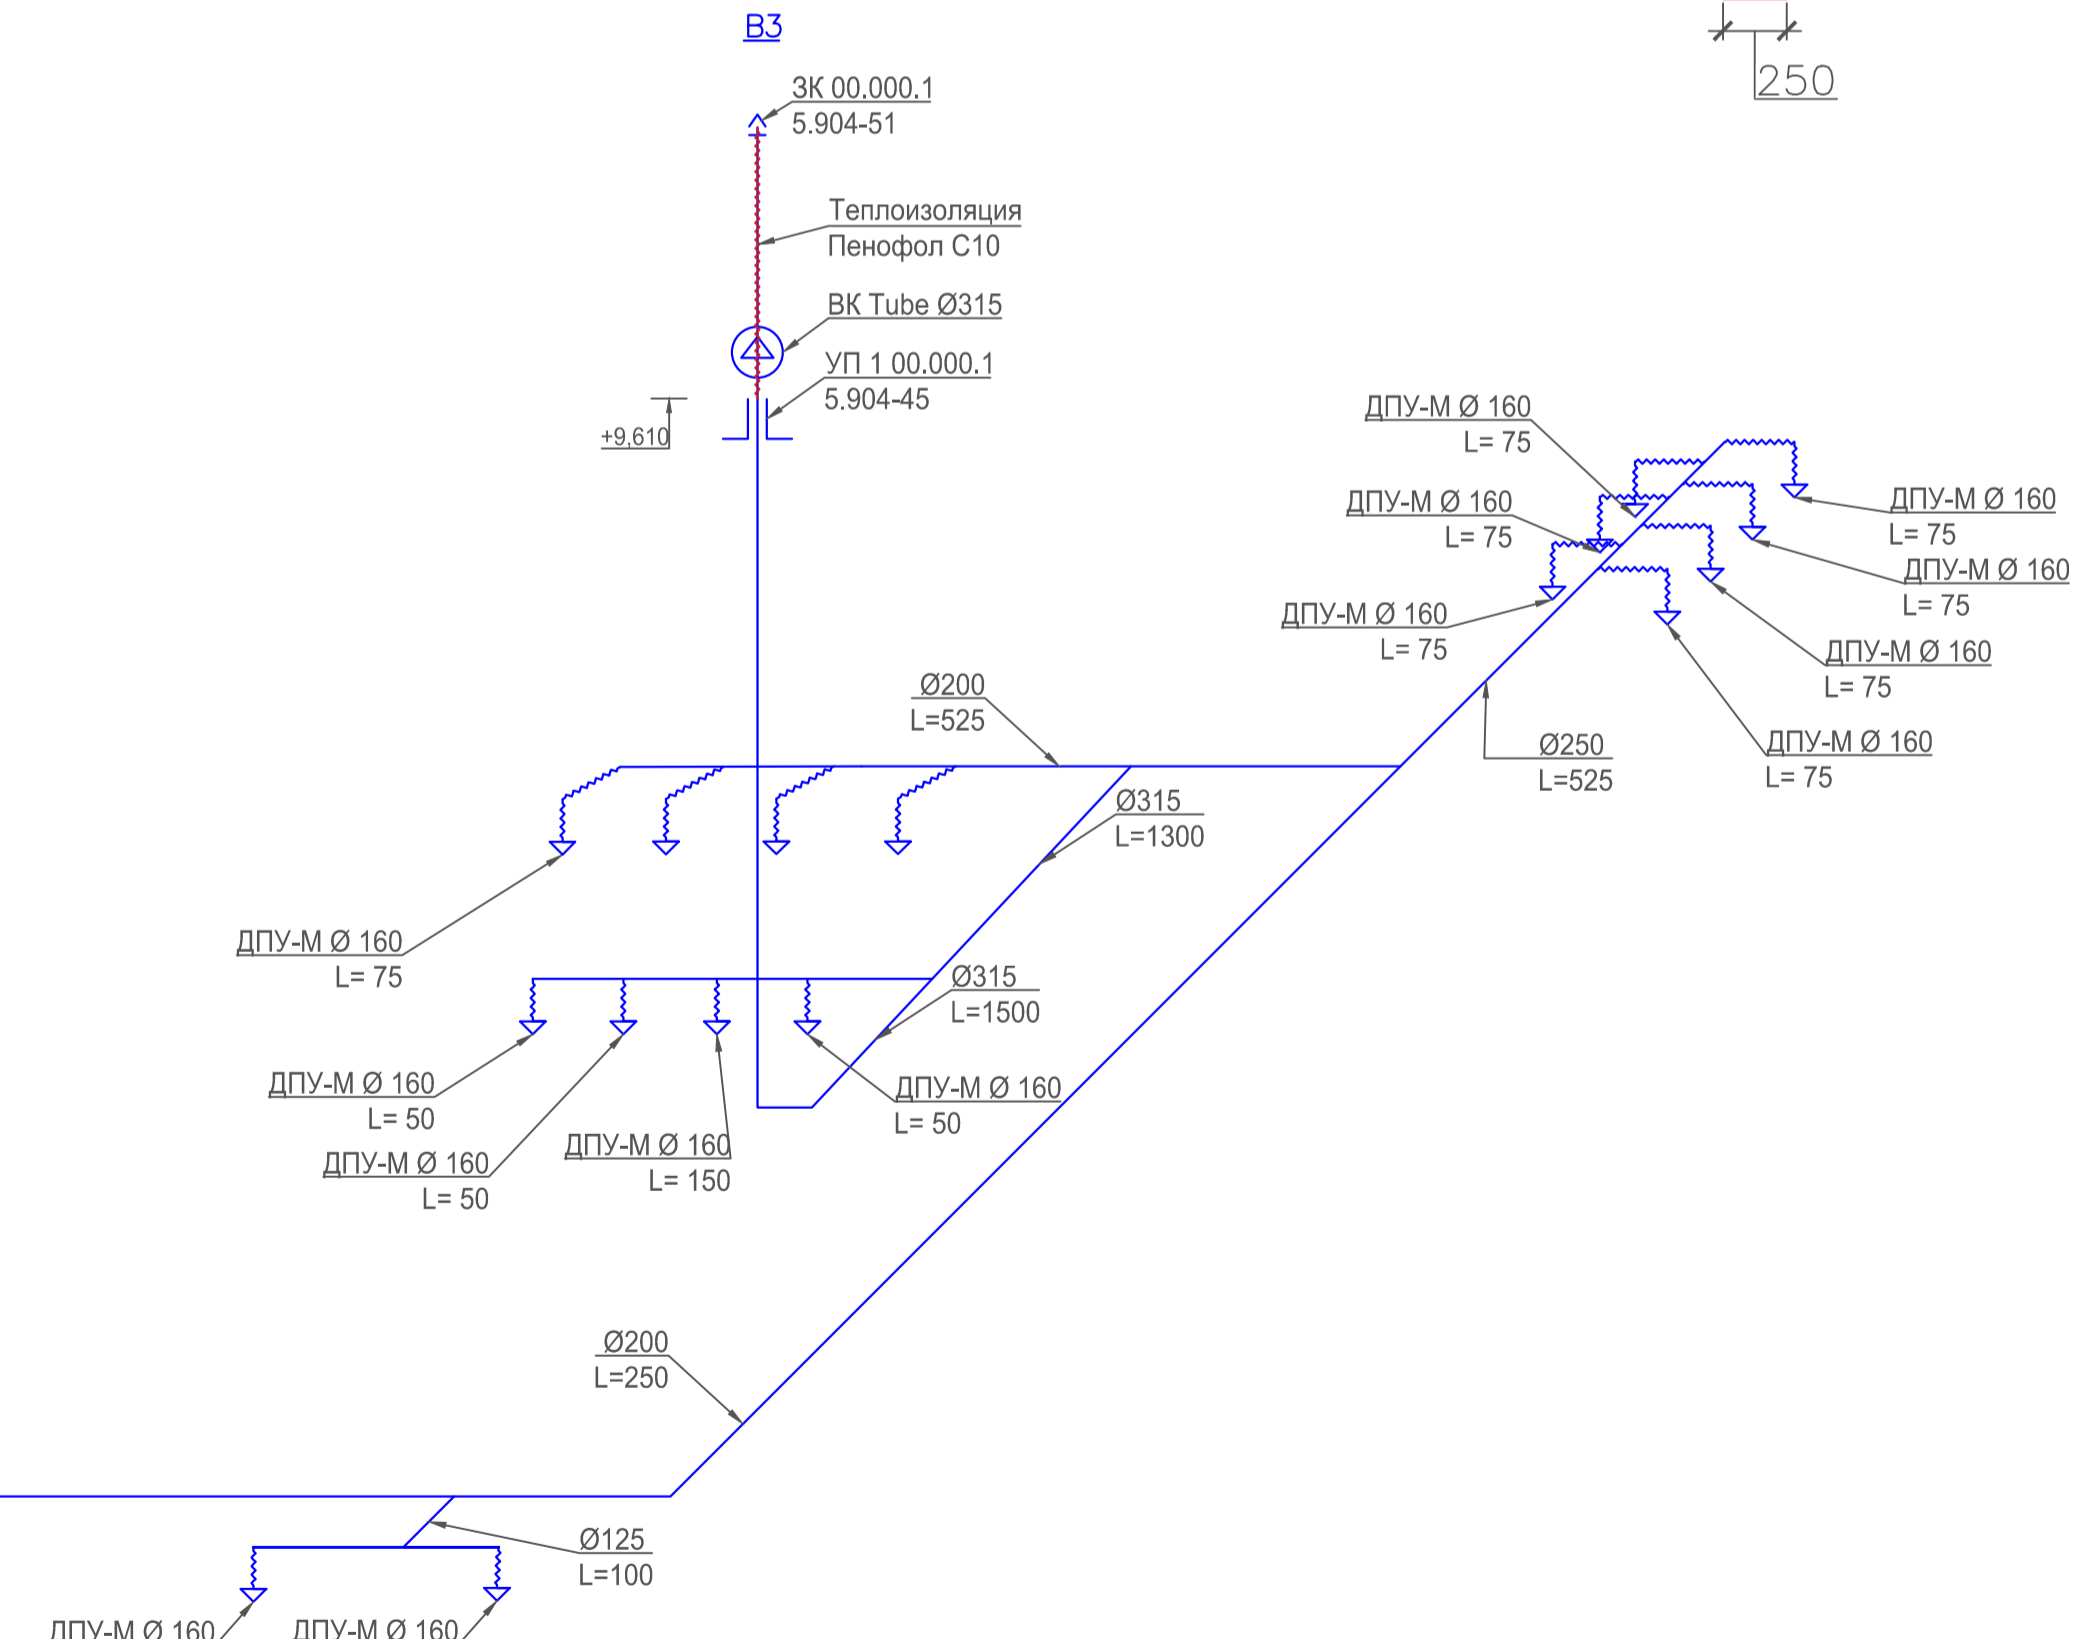 В3
250
ЗК 00.000.1
5.904-51
Теплоизоляция
Пенофол С10
ВК Tube Ø315
УП 1 00.000.1
5.904-45
+9,610
ДПУ-М Ø 160
L= 75
ДПУ-М Ø 160
L= 75
ДПУ-М Ø 160
L= 75
ДПУ-М Ø 160
L= 75
ДПУ-М Ø 160
L= 75
ДПУ-М Ø 160
L= 75
ДПУ-М Ø 160
L= 75
Ø200
L=525
Ø250
L=525
Ø315
L=1300
ДПУ-М Ø 160
L= 75
Ø315
L=1500
ДПУ-М Ø 160
L= 50
ДПУ-М Ø 160
L= 50
ДПУ-М Ø 160
L= 150
ДПУ-М Ø 160
L= 50
Ø200
L=250
Ø125
L=100
ДПУ-М Ø 160
ДПУ-М Ø 160